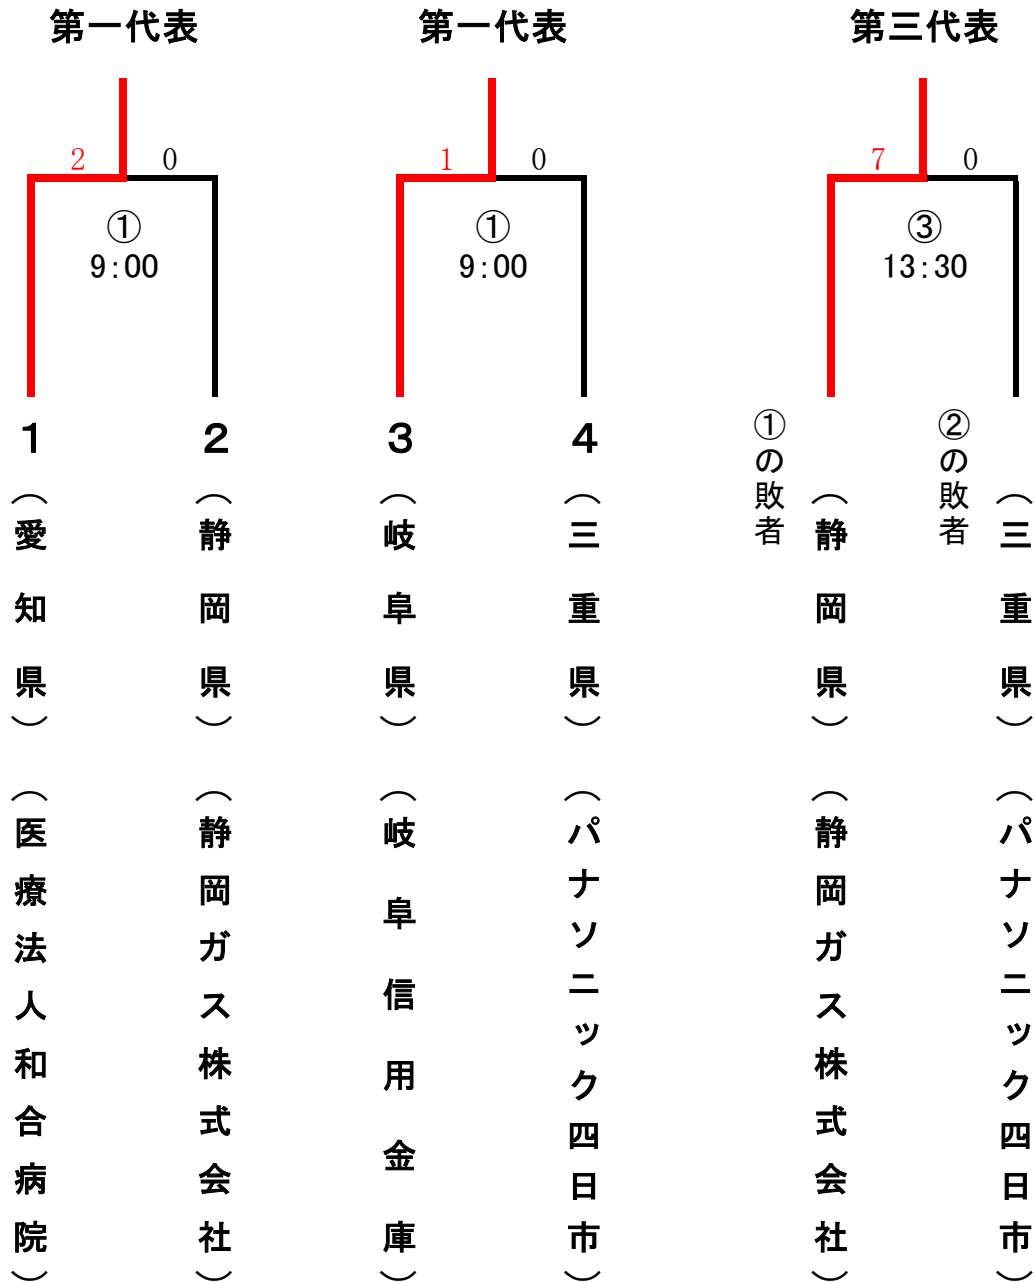 第一代表
2 0
①
9:00
1
（愛知県）
（医療法人和合病院）
2
（静岡県）
（静岡ガス株式会社）
第一代表
1 0
①
9:00
3
（岐阜県）
（岐阜信用金庫）
4
（三重県）
（パナソニック四日市）
第三代表
7 0
③
13:30
①の敗者
（静岡県）
（静岡ガス株式会社）
②の敗者
（三重県）
（パナソニック四日市）